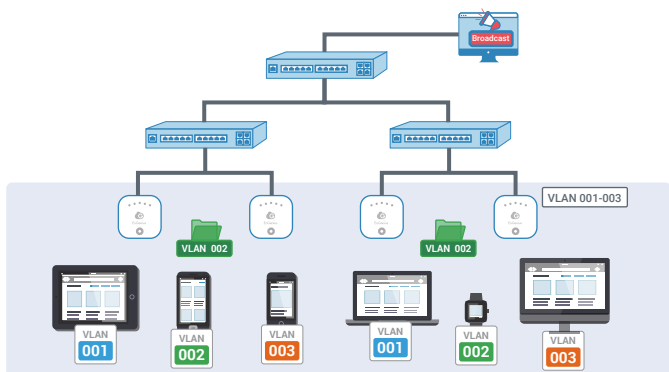 Broadcast
VLAN 001-003
VLAN 002
VLAN 002
VLAN
001
VLAN
002
VLAN
003
VLAN
001
VLAN
002
VLAN
003